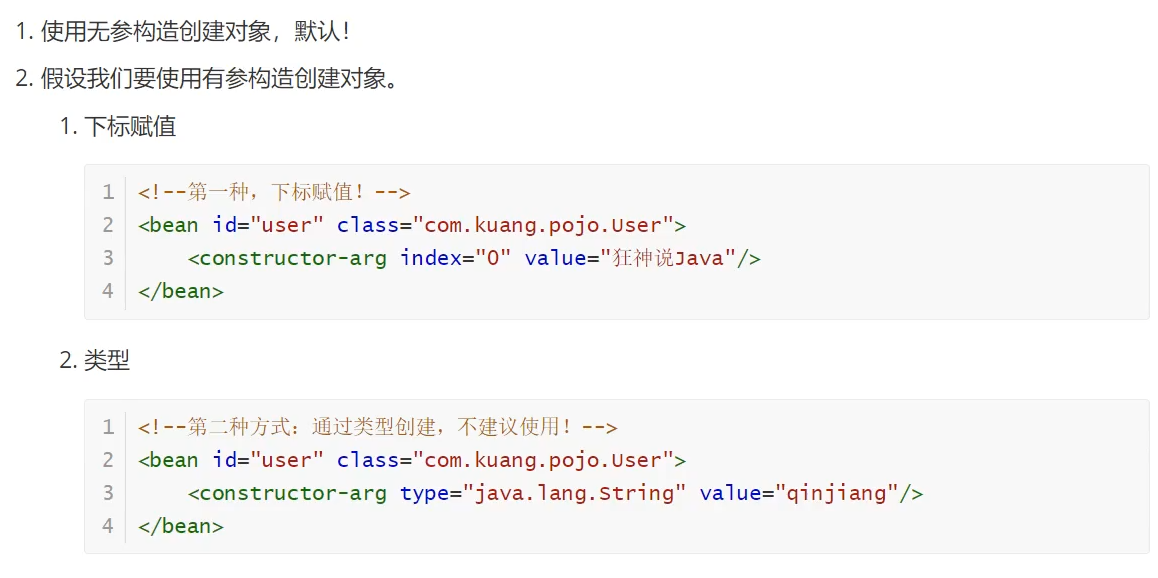 1. 使用无参构造创建对象，默认！
2. 假设我们要使用有参构造创建对象。
1. 下标赋值
1 <!--第一种，下标赋值！-->
2 <bean id="user" class="com.kuang.pojo.User">
3     <constructor-arg index="0" value="狂神说Java"/>
4 </bean>
2. 类型
1 <!--第二种方式：通过类型创建，不建议使用！-->
2 <bean id="user" class="com.kuang.pojo.User">
3     <constructor-arg type="java.lang.String" value="qinjiang"/>
4 </bean>